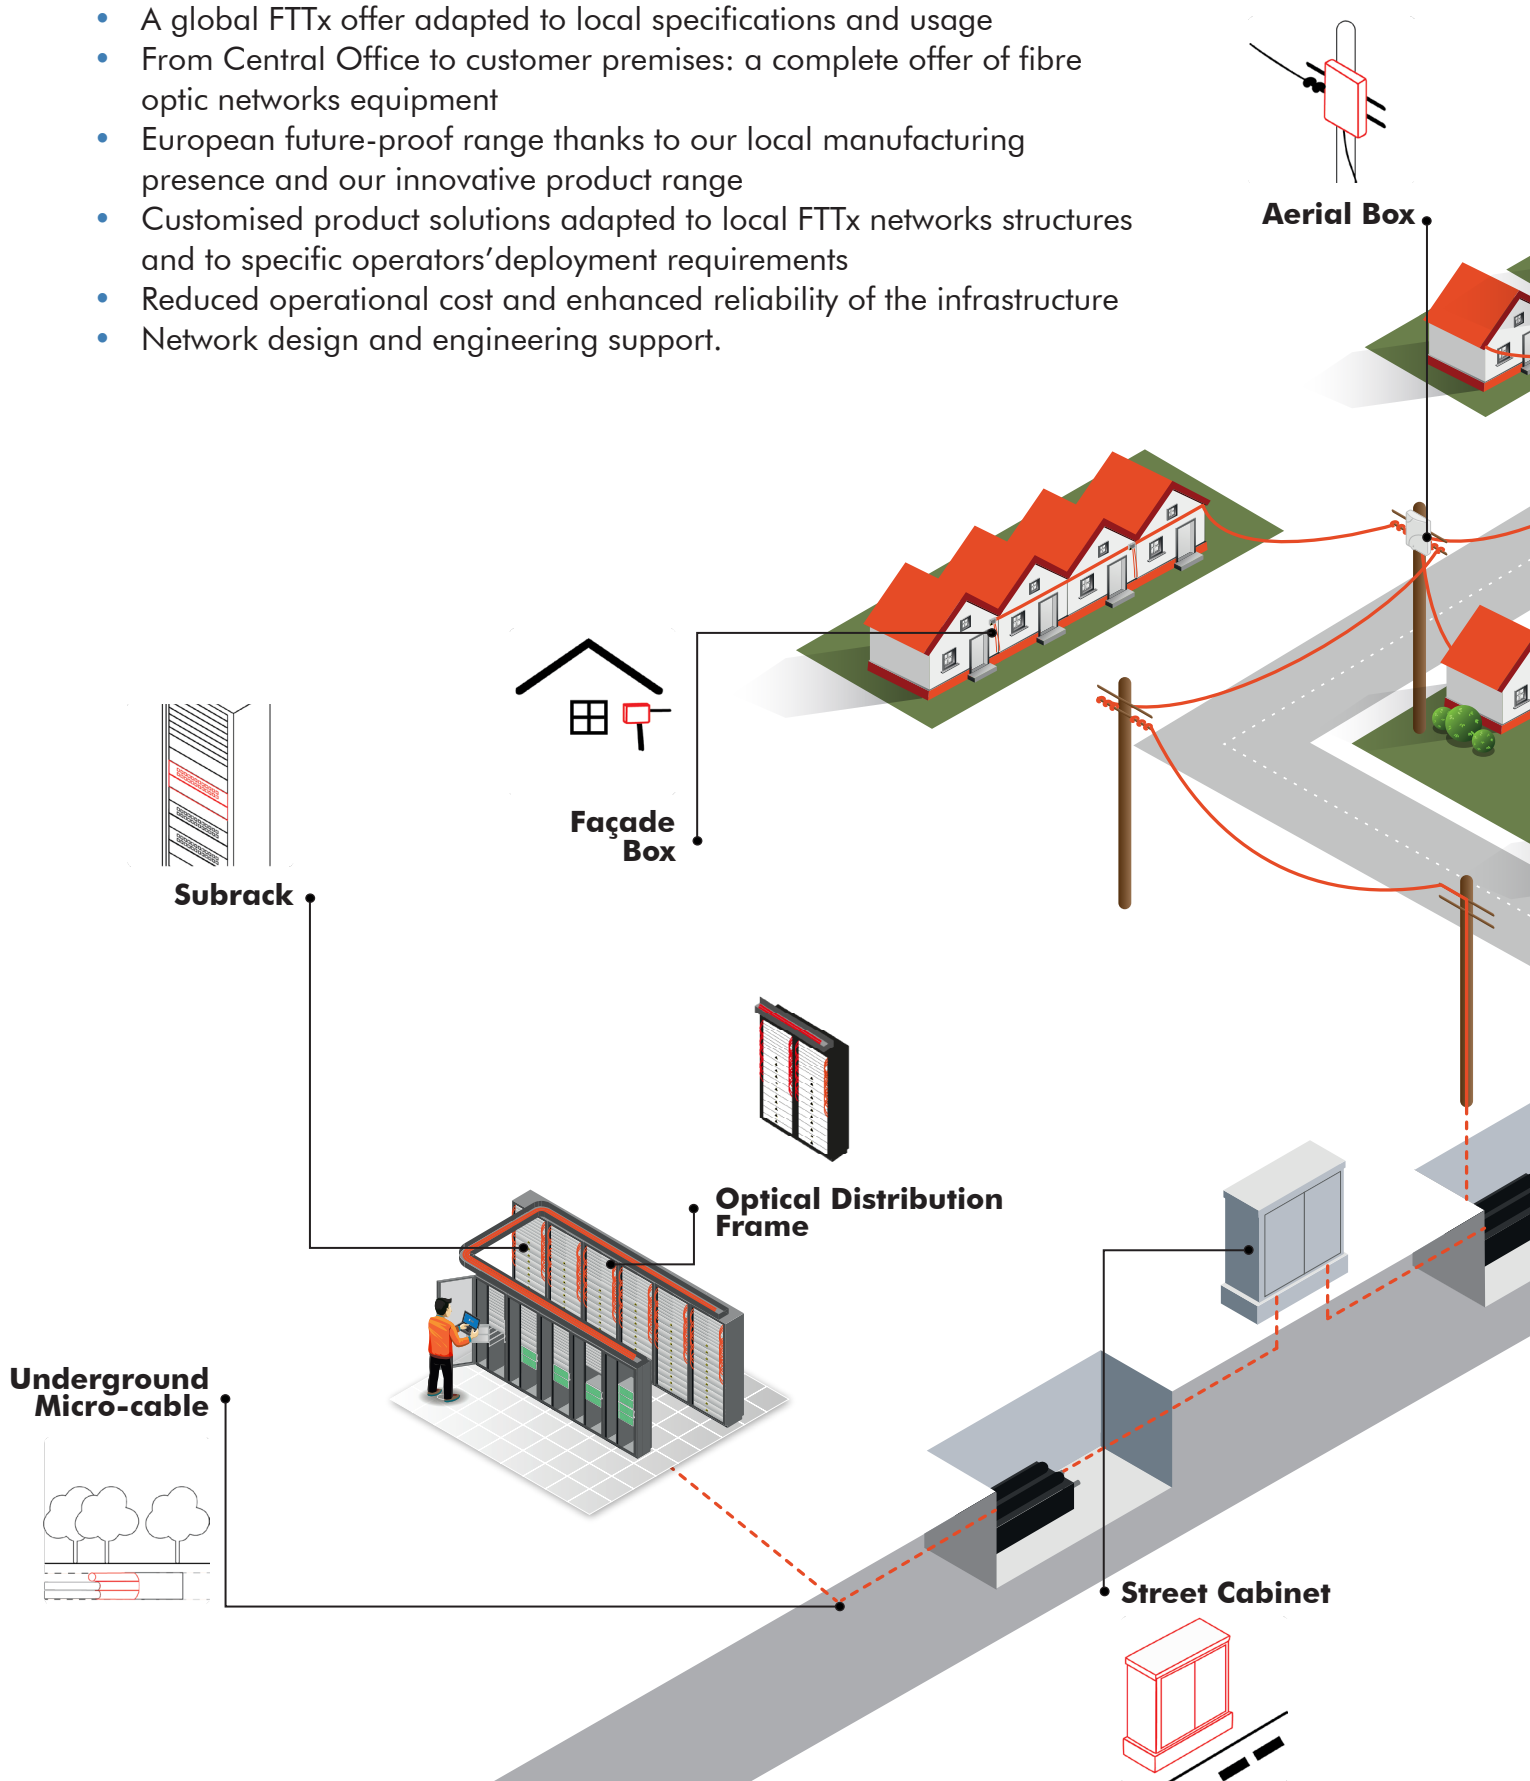 • A global FTTx offer adapted to local specifications and usage
• From Central Office to customer premises: a complete offer of fibre
optic networks equipment
• European future-proof range thanks to our local manufacturing
presence and our innovative product range
• Customised product solutions adapted to local FTTx networks structures
and to specific operators’deployment requirements
• Reduced operational cost and enhanced reliability of the infrastructure
• Network design and engineering support.
Aerial Box
Façade
Box
Subrack
Optical Distribution
Frame
Underground
Micro-cable
Street Cabinet